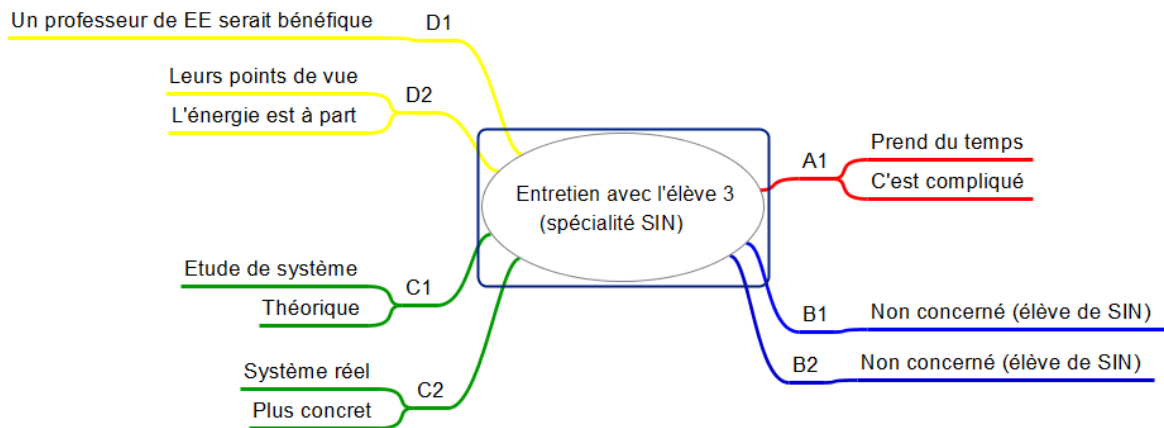 Un professeur de EE serait bénéfique
D1
Leurs points de vue
L'énergie est à part
D2
Entretien avec l'élève 3
(spécialité SIN)
A1
Prend du temps
C'est compliqué
Etude de système
Théorique
C1
B1
Non concerné (élève de SIN)
B2
Non concerné (élève de SIN)
Système réel
Plus concret
C2